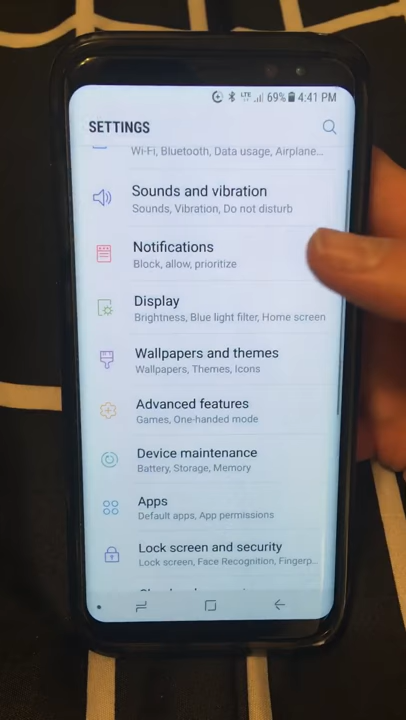 LTE 69% 4:41 PM
SETTINGS
Wi-Fi, Bluetooth, Data usage, Airplane...
Sounds and vibration
Sounds, Vibration, Do not disturb
Notifications
Block, allow, prioritize
Display
Brightness, Blue light filter, Home screen
Wallpapers and themes
Wallpapers, Themes, Icons
Advanced features
Games, One-handed mode
Device maintenance
Battery, Storage, Memory
Apps
Default apps, App permissions
Lock screen and security
Lock screen, Face Recognition, Fingerp...